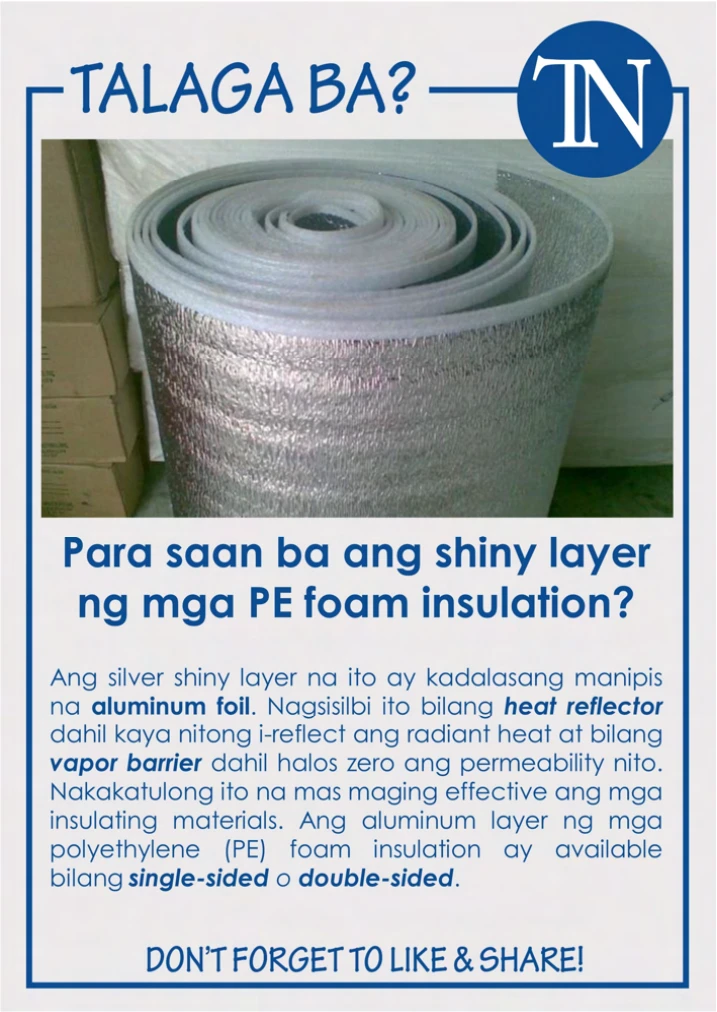 TALAGA BA?
TN
Para saan ba ang shiny layer
ng mga PE foam insulation?
Ang silver shiny layer na ito ay kadalasang manipis
na aluminum foil. Nagsisilbi ito bilang heat reflector
dahil kaya nitong i-reflect ang radiant heat at bilang
vapor barrier dahil halos zero ang permeability nito.
Nakakatulong ito na mas maging effective ang mga
insulating materials. Ang aluminum layer ng mga
polyethylene (PE) foam insulation ay available
bilang single-sided o double-sided.
DON'T FORGET TO LIKE & SHARE!